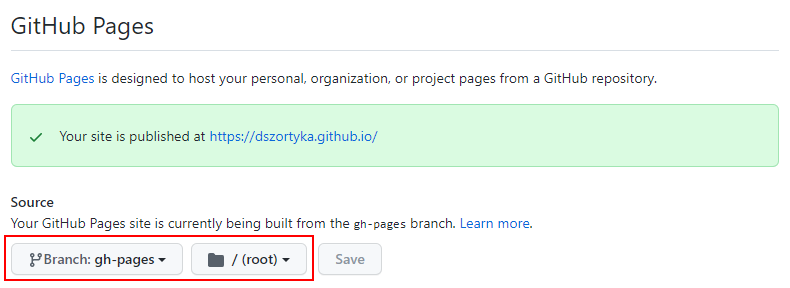 GitHub Pages
GitHub Pages is designed to host your personal, organization, or project pages from a GitHub repository.
Your site is published at https://dszortyka.github.io/
Source
Your GitHub Pages site is currently being built from the gh-pages branch. Learn more.
Branch: gh-pages / (root) Save